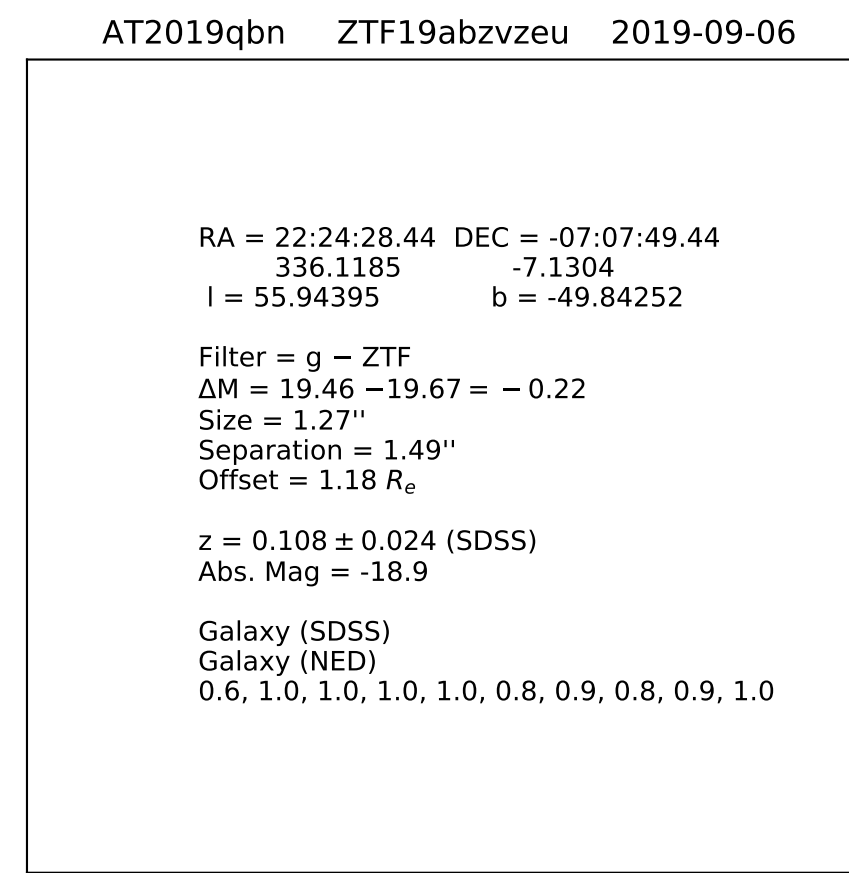 AT2019qbn ZTF19abzvzeu 2019-09-06
RA = 22:24:28.44 DEC = -07:07:49.44
336.1185 -7.1304
l = 55.94395 b = -49.84252
Filter = g − ZTF
ΔM = 19.46 −19.67 = − 0.22
Size = 1.27''
Separation = 1.49''
Offset = 1.18 Re
z = 0.108 ± 0.024 (SDSS)
Abs. Mag = -18.9
Galaxy (SDSS)
Galaxy (NED)
0.6, 1.0, 1.0, 1.0, 1.0, 0.8, 0.9, 0.8, 0.9, 1.0